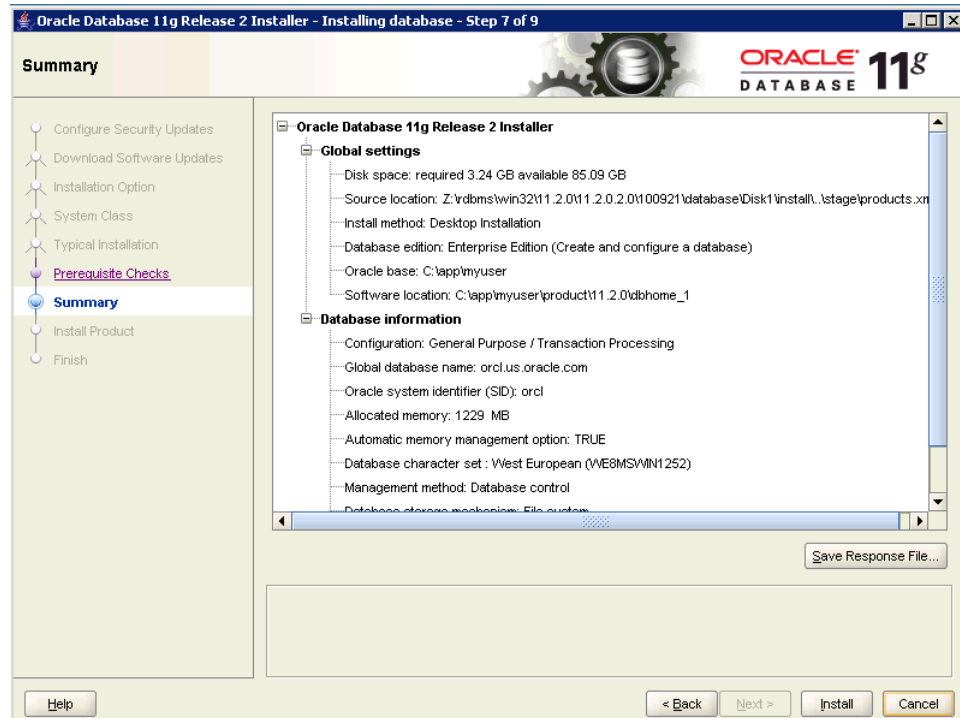 Oracle Database 11g Release 2 Installer - Installing database - Step 7 of 9
Summary
ORACLE
DATABASE
11g
Configure Security Updates
Download Software Updates
Installation Option
System Class
Typical Installation
Prerequisite Checks
Summary
Install Product
Finish
Oracle Database 11g Release 2 Installer
Global settings
Disk space: required 3.24 GB available 85.09 GB
Source location: Z:\rdbms\win32\11.2.0\11.2.0.2.0\100921\database\Disk1\install\..\stage\products.xm
Install method: Desktop Installation
Database edition: Enterprise Edition (Create and configure a database)
Oracle base: C:\app\myuser
Software location: C:\app\myuser\product\11.2.0\dbhome_1
Database information
Configuration: General Purpose / Transaction Processing
Global database name: orcl.us.oracle.com
Oracle system identifier (SID): orcl
Allocated memory: 1229 MB
Automatic memory management option: TRUE
Database character set : West European (WE8MSWIN1252)
Management method: Database control
Database storage mechanism: File system
Save Response File...
Help
< Back
Next >
Install
Cancel